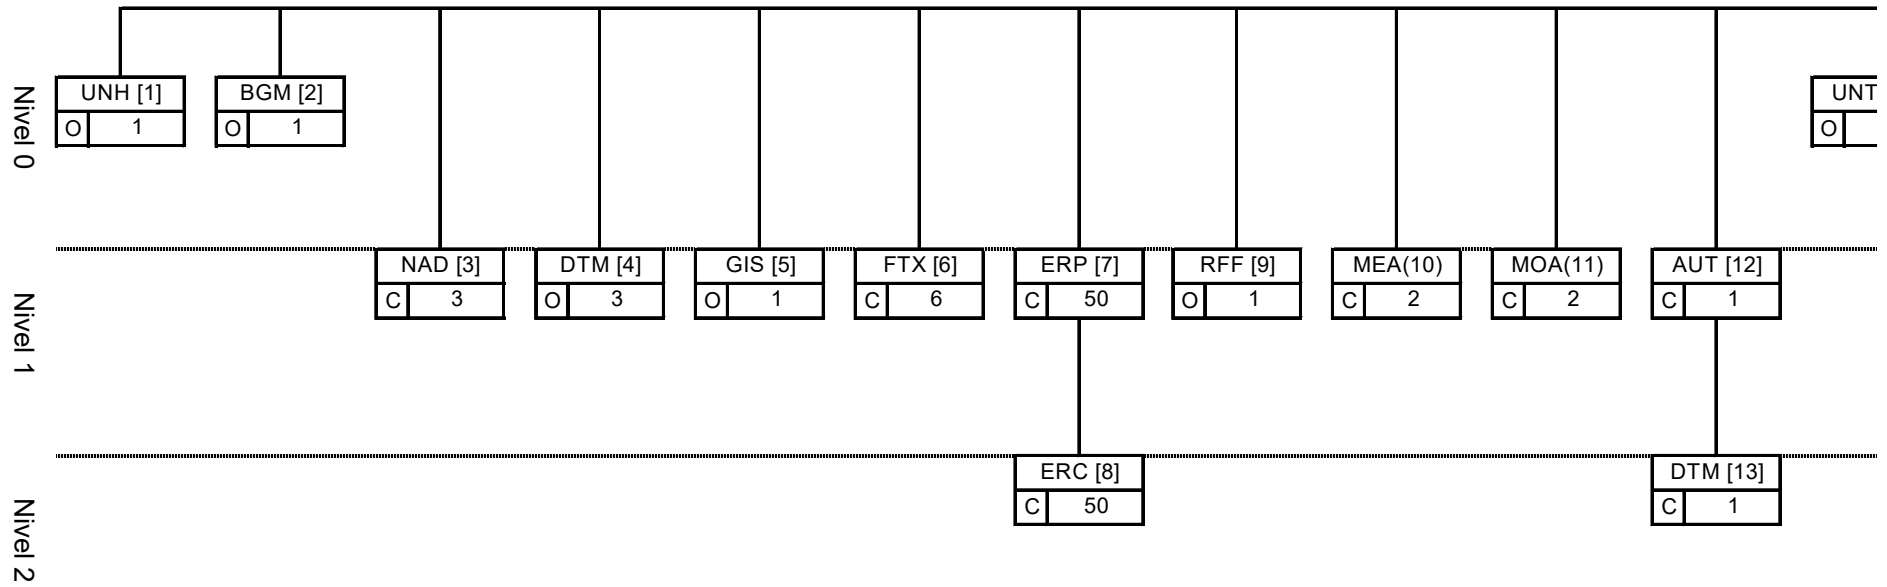 Nivel 0
UNH [1]
O 1
BGM [2]
O 1
UNT
O
Nivel 1
NAD [3]
C 3
DTM [4]
O 3
GIS [5]
O 1
FTX [6]
C 6
ERP [7]
C 50
RFF [9]
O 1
MEA(10)
C 2
MOA(11)
C 2
AUT [12]
C 1
Nivel 2
ERC [8]
C 50
DTM [13]
C 1